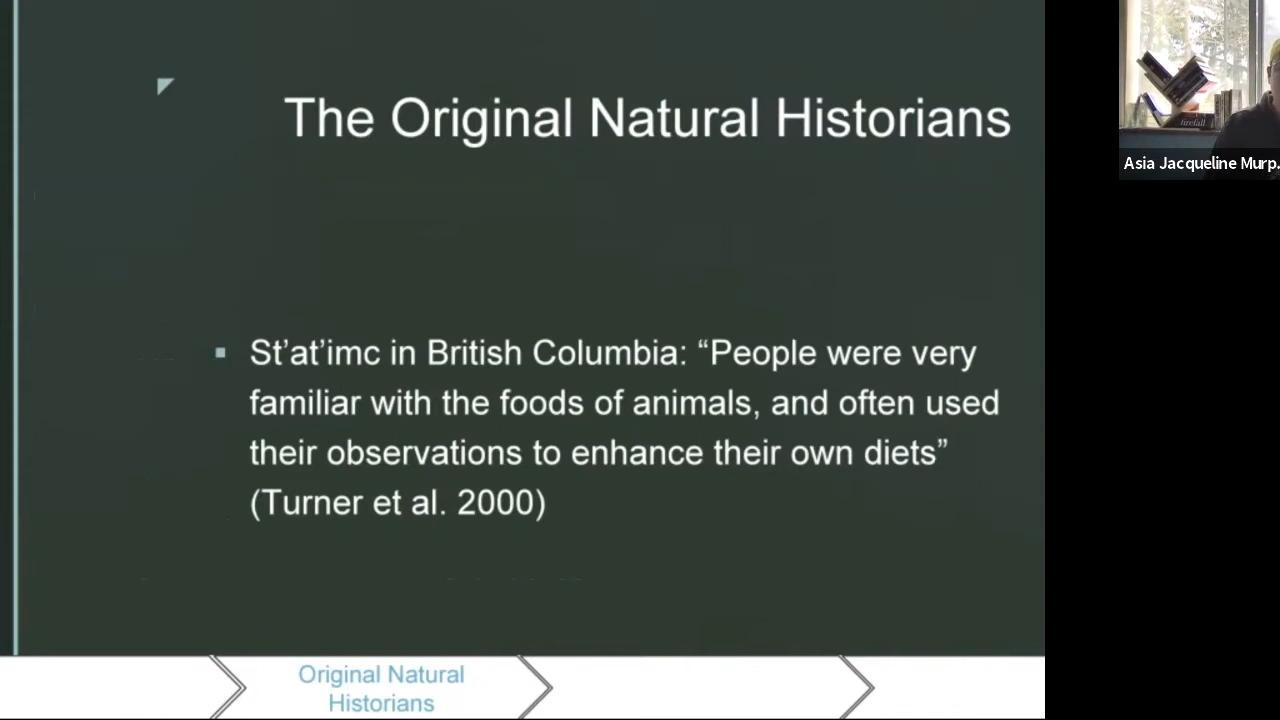 The Original Natural Historians
St’at’imc in British Columbia: “People were very
familiar with the foods of animals, and often used
their observations to enhance their own diets”
(Turner et al. 2000)
Original Natural
Historians
firefall
Asia Jacqueline Murp.